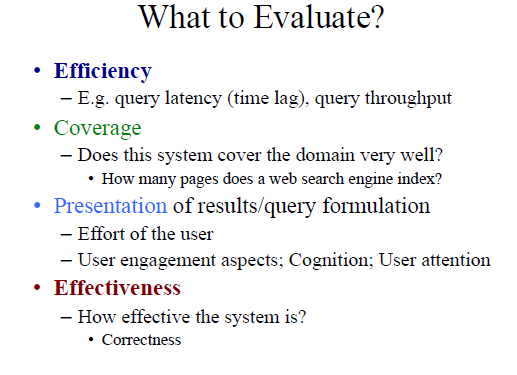 What to Evaluate?
• Efficiency
– E.g. query latency (time lag), query throughput
• Coverage
– Does this system cover the domain very well?
• How many pages does a web search engine index?
• Presentation of results/query formulation
– Effort of the user
– User engagement aspects; Cognition; User attention
• Effectiveness
– How effective the system is?
• Correctness